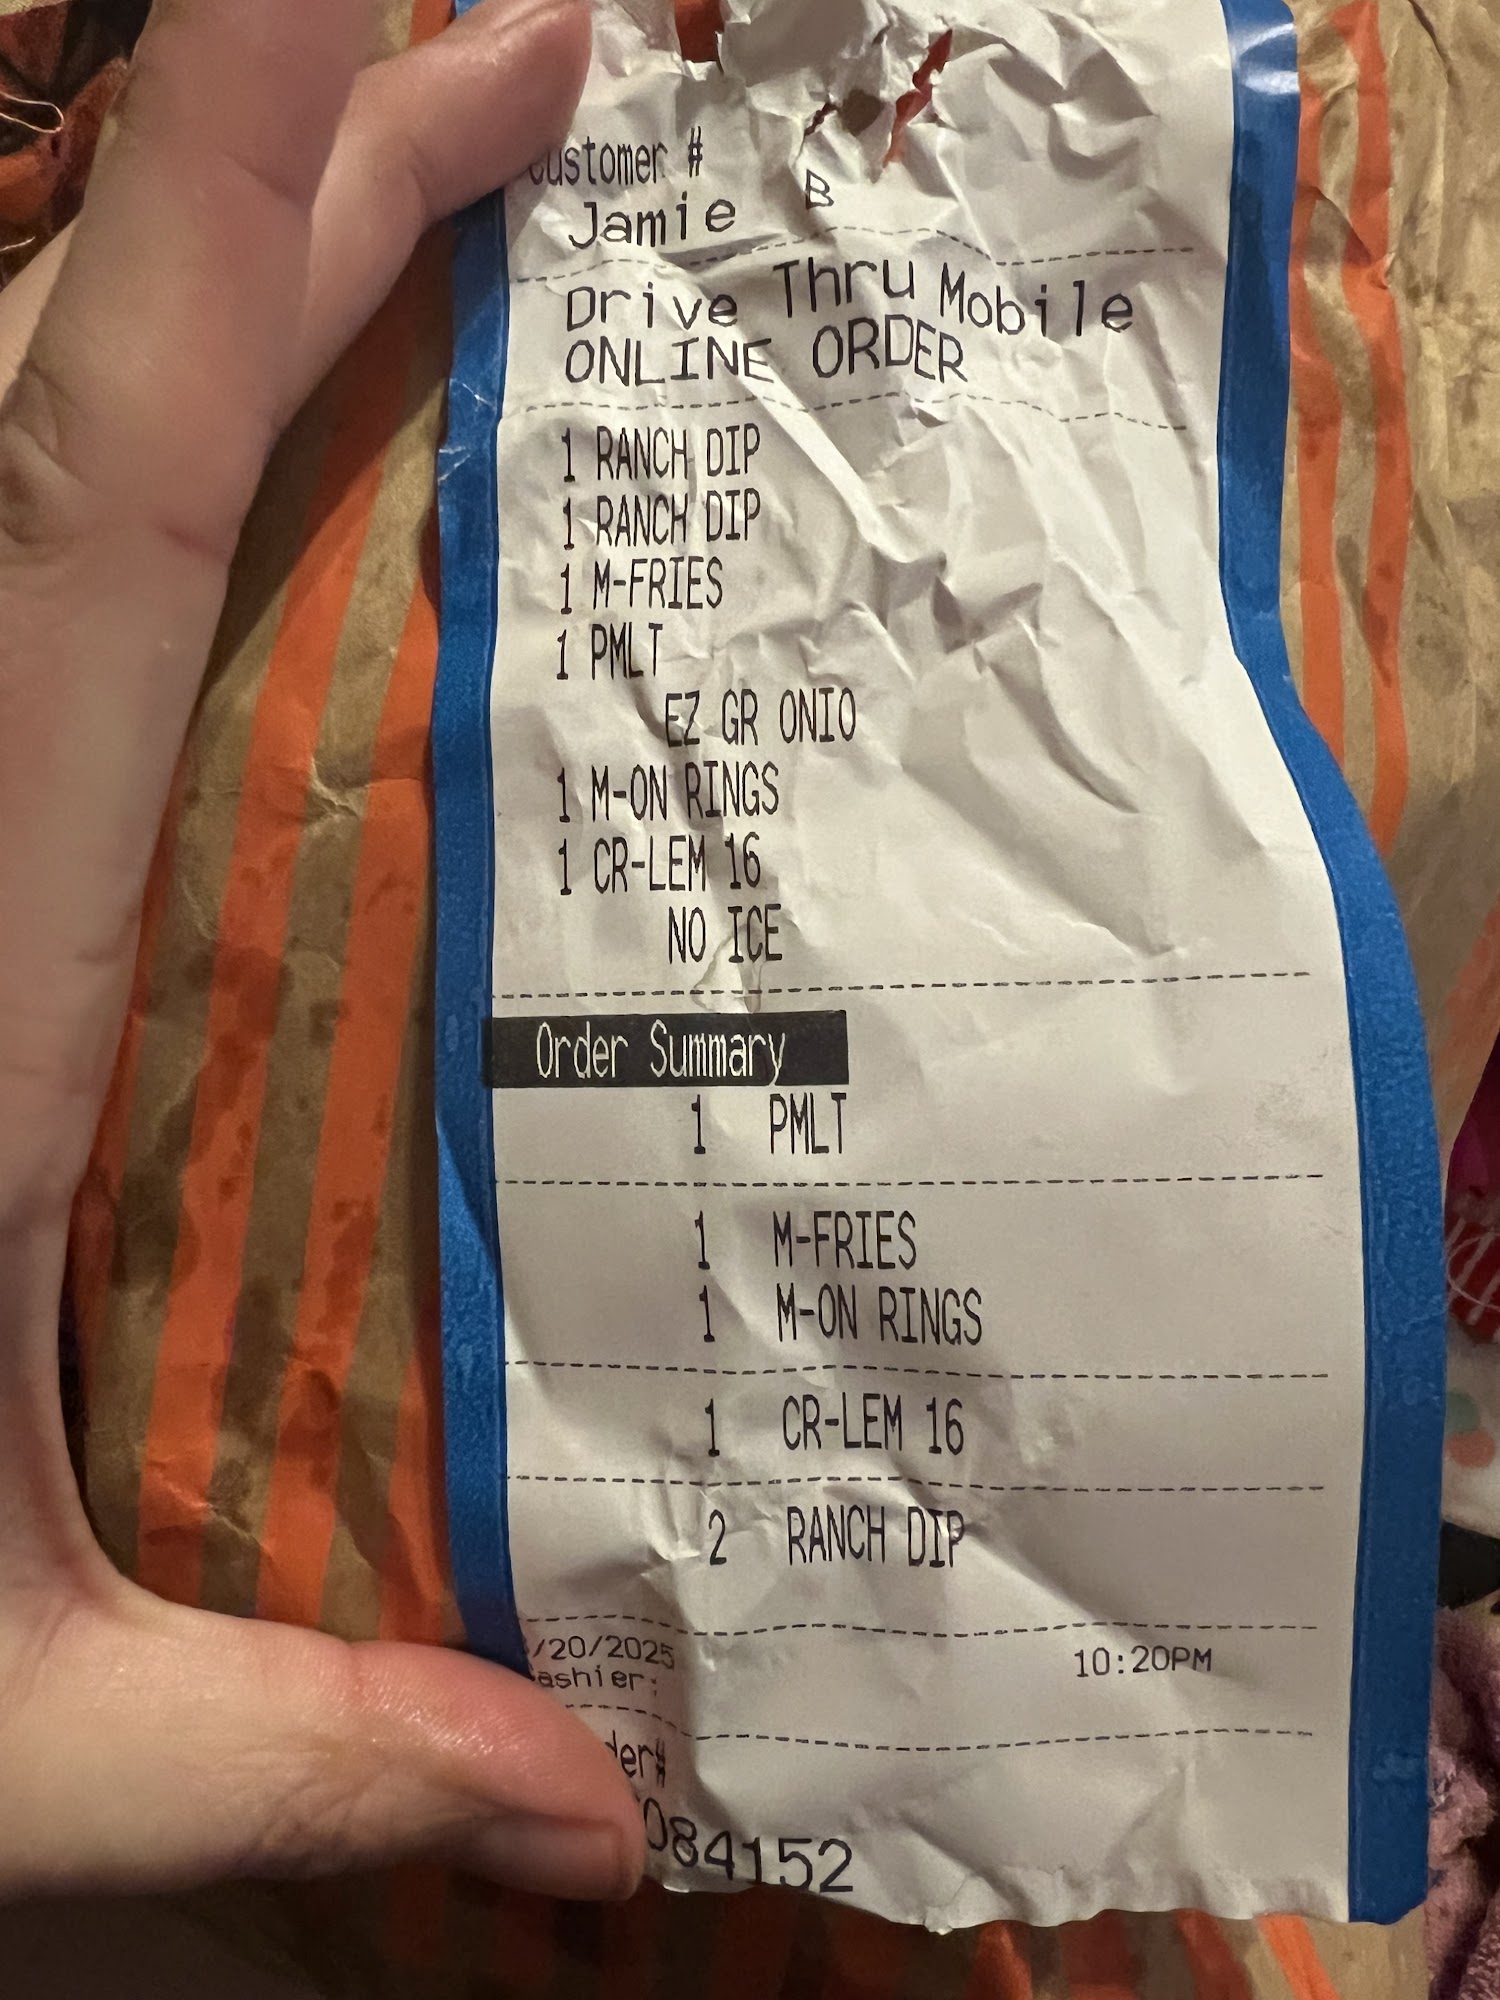 Customer #
Jamie B
Drive Thru Mobile
ONLINE ORDER
1 RANCH DIP
1 RANCH DIP
1 M-FRIES
1 PMLT
EZ GR ONIO
1 M-ON RINGS
1 CR-LEM 16
NO ICE
Order Summary
1 PMLT
1 M-FRIES
1 M-ON RINGS
1 CR-LEM 16
2 RANCH DIP
/20/2025 10:20PM
ashier:
der#
084152